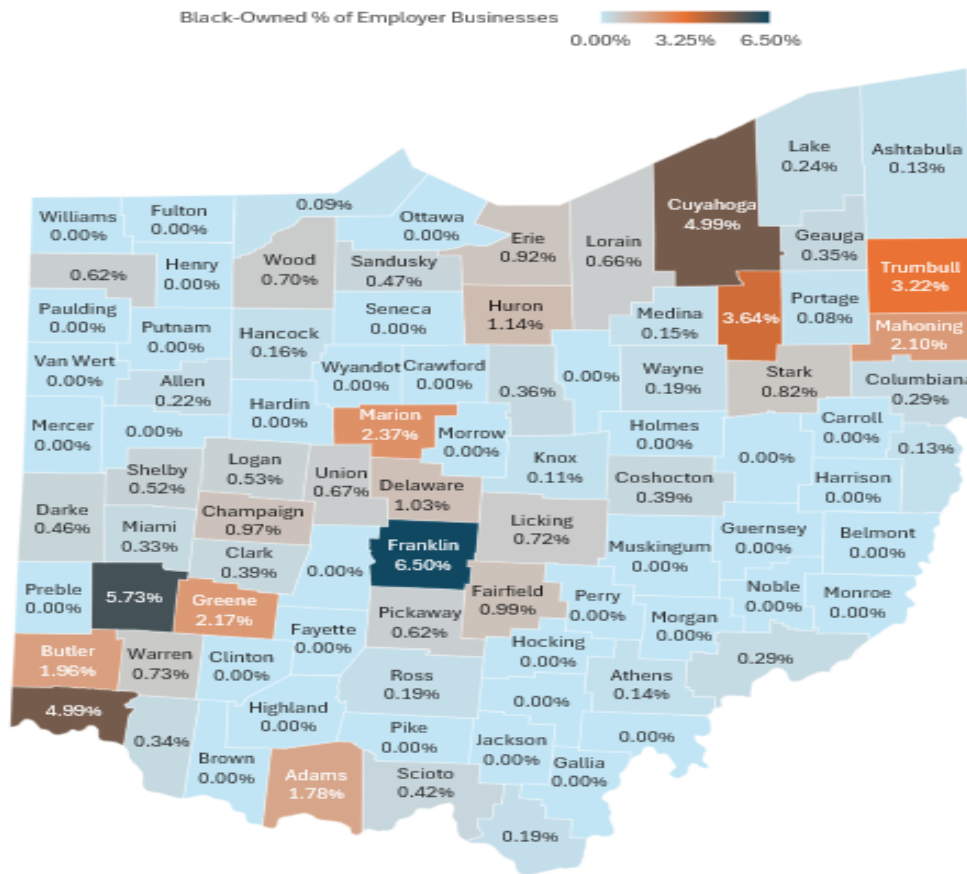 Black-Owned % of Employer Businesses
0.00% 3.25% 6.50%
Lake
0.24%
Ashtabula
0.13%
Cuyahoga
4.99%
Williams
0.00%
Fulton
0.00%
0.09%
Ottawa
0.00%
Erie
0.92%
Lorain
0.66%
Geauga
0.35%
Trumbull
3.22%
0.62%
Henry
0.00%
Wood
0.70%
Sandusky
0.47%
Huron
1.14%
Medina
0.15%
3.64%
Portage
0.08%
Mahoning
2.10%
Paulding
0.00%
Putnam
0.00%
Hancock
0.16%
Seneca
0.00%
Van Wert
0.00%
Allen
0.22%
Wyandot
0.00%
Crawford
0.00%
0.36%
0.00%
Wayne
0.19%
Stark
0.82%
Columbiana
0.29%
Mercer
0.00%
0.00%
Hardin
0.00%
Marion
2.37%
Morrow
0.00%
Knox
0.11%
Holmes
0.00%
0.00%
Carroll
0.00%
0.13%
Shelby
0.52%
Logan
0.53%
Union
0.67%
Delaware
1.03%
Coshocton
0.39%
Harrison
0.00%
Darke
0.46%
Miami
0.33%
Champaign
0.97%
Clark
0.39%
0.00%
Franklin
6.50%
Licking
0.72%
Muskingum
0.00%
Guernsey
0.00%
Belmont
0.00%
Preble
0.00%
5.73%
Greene
2.17%
Fayette
0.00%
Pickaway
0.62%
Fairfield
0.99%
Perry
0.00%
Morgan
0.00%
Noble
0.00%
Monroe
0.00%
Butler
1.96%
Warren
0.73%
Clinton
0.00%
Ross
0.19%
Hocking
0.00%
Athens
0.14%
0.29%
4.99%
0.34%
Highland
0.00%
Pike
0.00%
0.00%
0.00%
Brown
0.00%
Adams
1.78%
Scioto
0.42%
Jackson
0.00%
Gallia
0.00%
0.19%